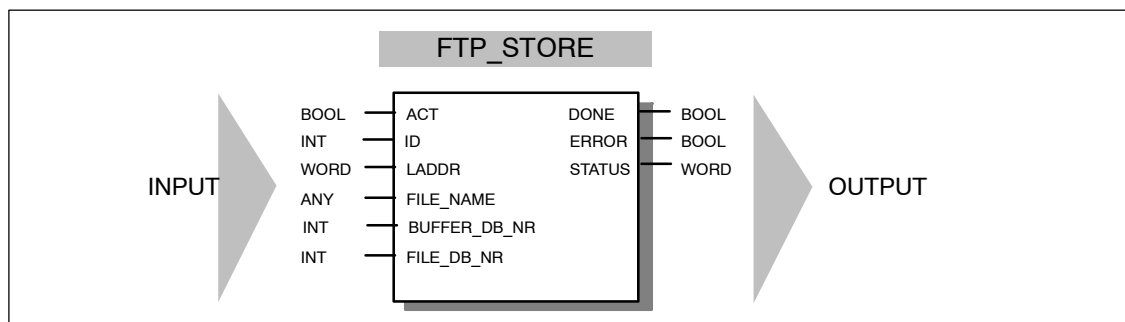 FTP_STORE
BOOL ACT DONE BOOL
INT ID ERROR BOOL
WORD LADDR STATUS WORD
INPUT ANY FILE_NAME OUTPUT
INT BUFFER_DB_NR
INT FILE_DB_NR